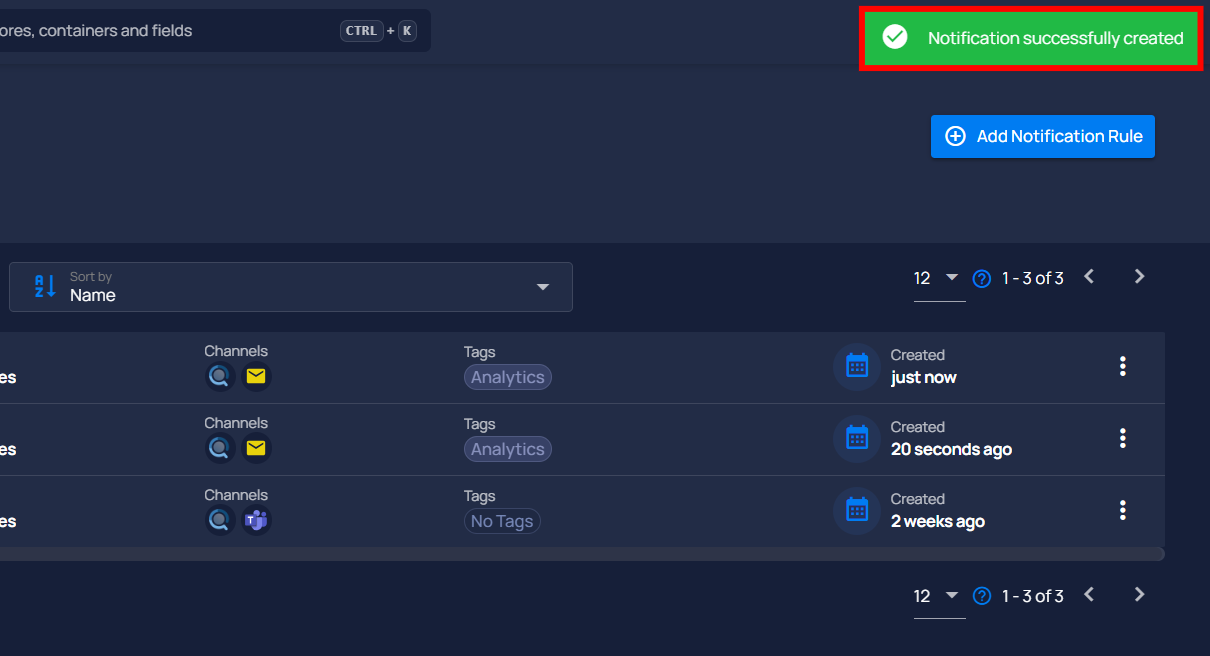 ores, containers and fields CTRL + K
Notification successfully created
Add Notification Rule
Sort by
Name
12 1 - 3 of 3
Channels Tags Created
es Analytics just now
Channels Tags Created
es Analytics 20 seconds ago
Channels Tags Created
es No Tags 2 weeks ago
12 1 - 3 of 3